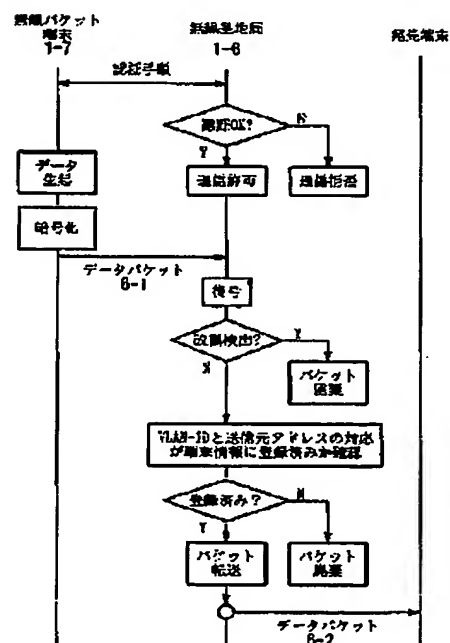 無線パケット
端末
1-7
無線基地局
1-6
宛先端末
認証手順
認証OK?
N
Y
データ
生起
通信許可
通信拒否
暗号化
データパケット
6-1
復号
改竄検出?
Y
N
パケット
廃棄
VLAN-IDと送信元アドレスの対応
が端末情報に登録済みか確認
登録済み?
N
Y
パケット
転送
パケット
廃棄
データパケット
6-2